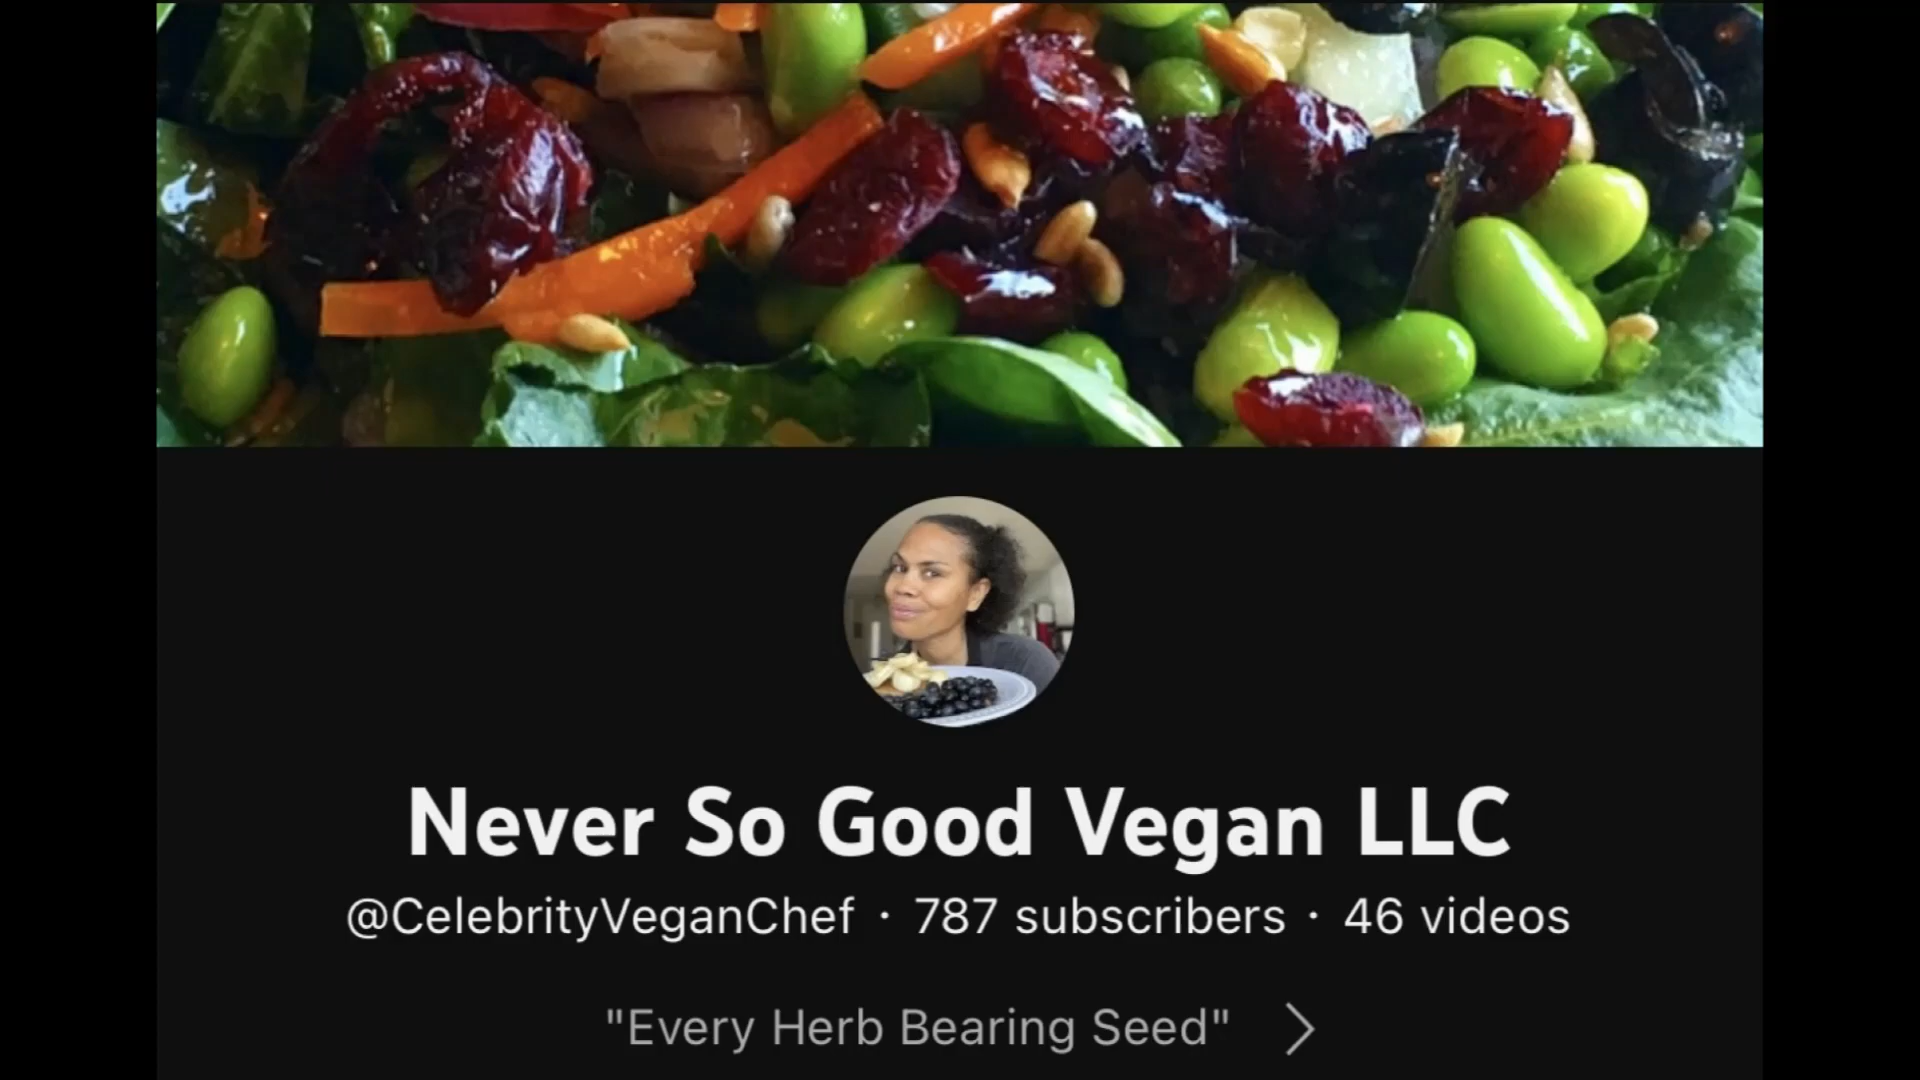 Never So Good Vegan LLC
@CelebrityVeganChef · 787 subscribers · 46 videos
"Every Herb Bearing Seed"